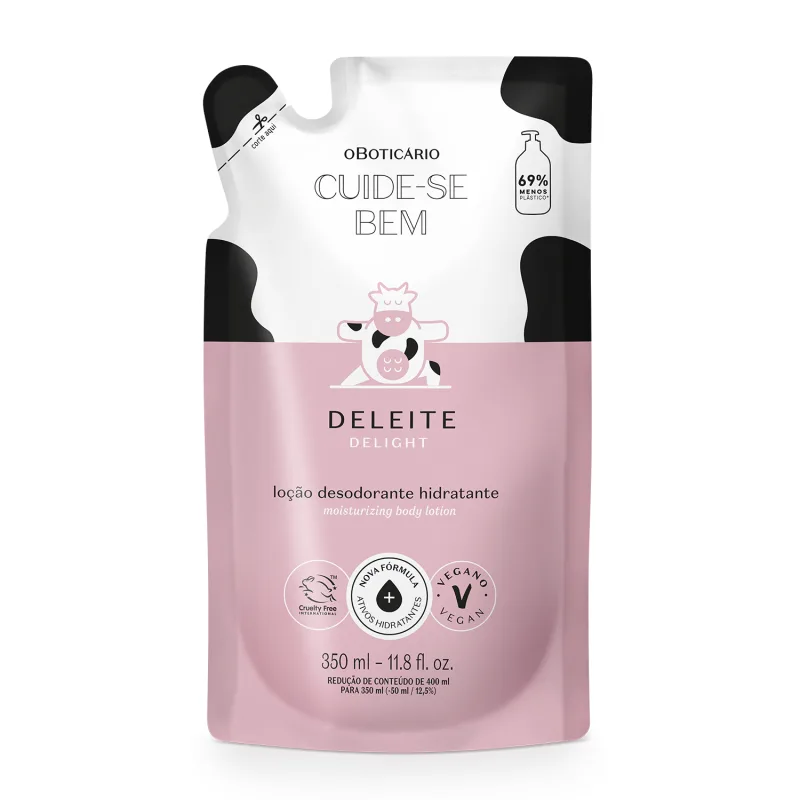 corte aqui
oBOTICÁRIO
CUIDE-SE
BEM
69%
MENOS
PLÁSTICO*
DELEITE
DELIGHT
loção desodorante hidratante
moisturizing body lotion
Cruelty Free
INTERNATIONAL
TM
NOVA FÓRMULA
+
ATIVOS HIDRATANTES
• VEGANO •
V
VEGAN
350 ml – 11.8 fl. oz.
REDUÇÃO DE CONTEÚDO DE 400 ml
PARA 350 ml (-50 ml / 12,5%)